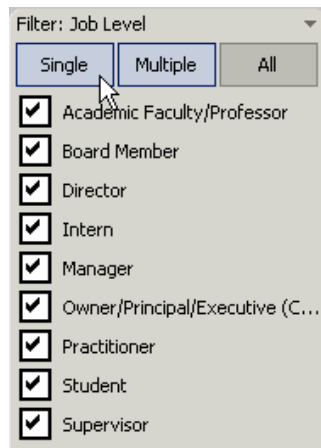 Filter: Job Level
Single Multiple All
Academic Faculty/Professor
Board Member
Director
Intern
Manager
Owner/Principal/Executive (C...
Practitioner
Student
Supervisor